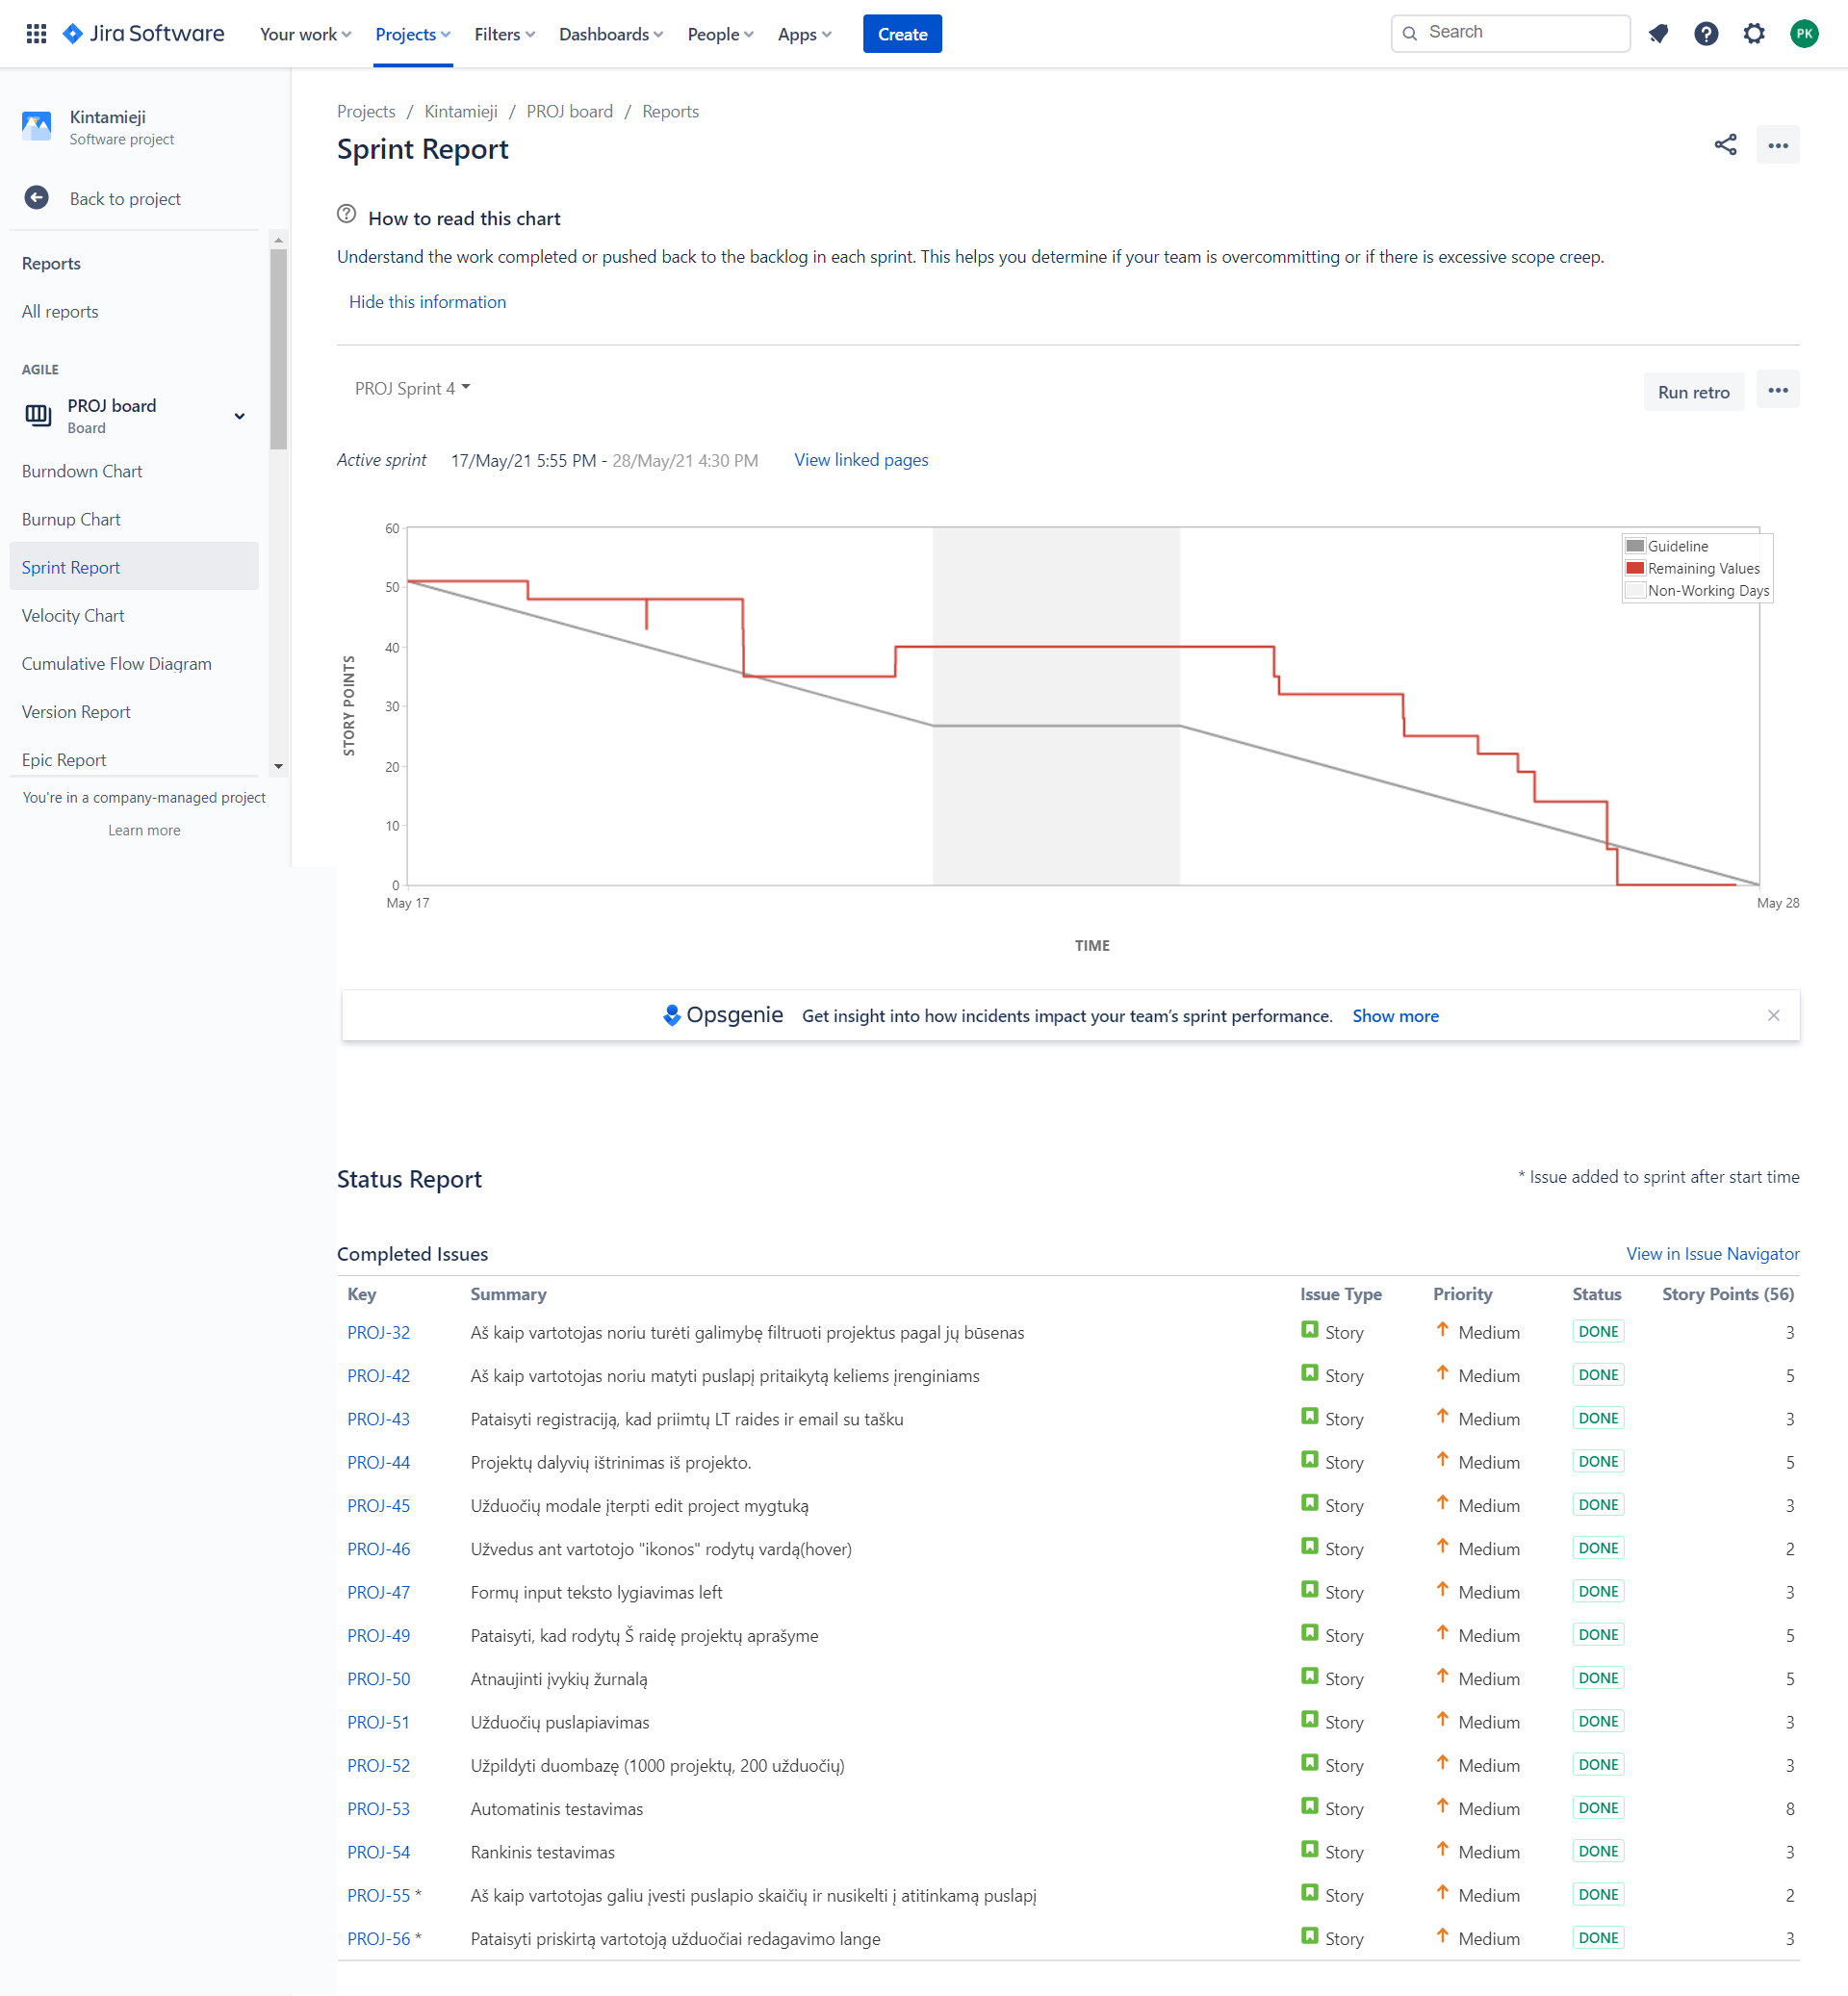 Jira Software Your work Projects Filters Dashboards People Apps Create Search PK
Kintamieji
Software project
Back to project
Reports
All reports
AGILE
PROJ board
Board
Burndown Chart
Burnup Chart
Sprint Report
Velocity Chart
Cumulative Flow Diagram
Version Report
Epic Report
You're in a company-managed project
Learn more
Projects / Kintamieji / PROJ board / Reports
Sprint Report
How to read this chart
Understand the work completed or pushed back to the backlog in each sprint. This helps you determine if your team is overcommitting or if there is excessive scope creep.
Hide this information
PROJ Sprint 4
Run retro
Active sprint 17/May/21 5:55 PM - 28/May/21 4:30 PM View linked pages
STORY POINTS
60
50
40
30
20
10
0
Guideline
Remaining Values
Non-Working Days
May 17 May 28
TIME
Opsgenie Get insight into how incidents impact your team's sprint performance. Show more
Status Report * Issue added to sprint after start time
Completed Issues View in Issue Navigator
Key Summary Issue Type Priority Status Story Points (56)
PROJ-32 Aš kaip vartotojas noriu turėti galimybę filtruoti projektus pagal jų būsenas Story Medium DONE 3
PROJ-42 Aš kaip vartotojas noriu matyti puslapį pritaikytą keliems įrenginiams Story Medium DONE 5
PROJ-43 Pataisyti registraciją, kad priimtų LT raides ir email su tašku Story Medium DONE 3
PROJ-44 Projektų dalyvių ištrinimas iš projekto. Story Medium DONE 5
PROJ-45 Užduočių modale įterpti edit project mygtuką Story Medium DONE 3
PROJ-46 Užvedus ant vartotojo "ikonos" rodytų vardą(hover) Story Medium DONE 2
PROJ-47 Formų input teksto lygiavimas left Story Medium DONE 3
PROJ-49 Pataisyti, kad rodytų Š raidę projektų aprašyme Story Medium DONE 5
PROJ-50 Atnaujinti įvykių žurnalą Story Medium DONE 5
PROJ-51 Užduočių puslapiavimas Story Medium DONE 3
PROJ-52 Užpildyti duombazę (1000 projektų, 200 užduočių) Story Medium DONE 3
PROJ-53 Automatinis testavimas Story Medium DONE 8
PROJ-54 Rankinis testavimas Story Medium DONE 3
PROJ-55 * Aš kaip vartotojas galiu įvesti puslapio skaičių ir nusikelti į atitinkamą puslapį Story Medium DONE 2
PROJ-56 * Pataisyti priskirtą vartotoją užduočiai redagavimo lange Story Medium DONE 3